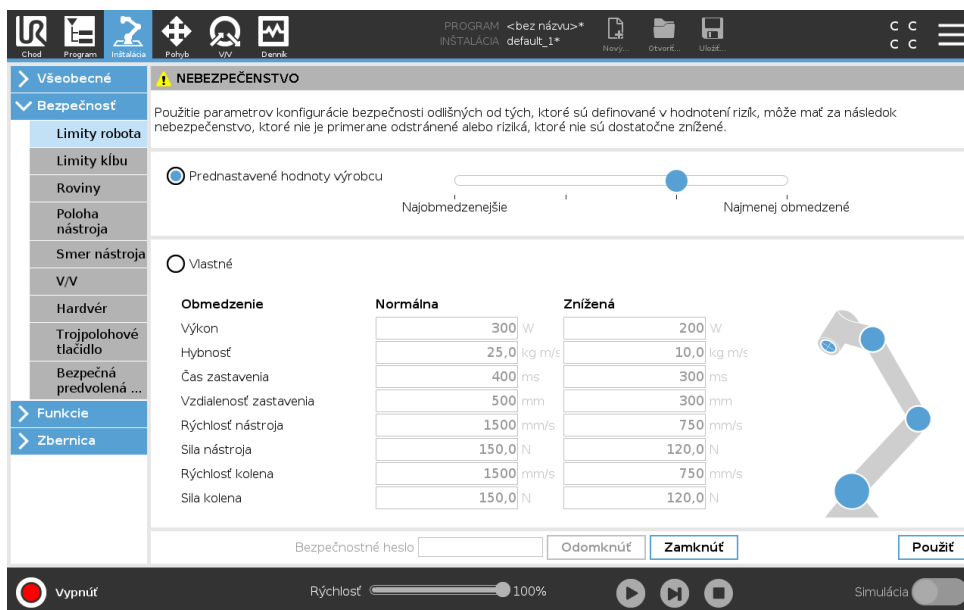 PROGRAM <bez názvu>*
INŠTALÁCIA default_1*
Chod Program Inštalácia Pohyb V/V Denník Nový... Otvoriť... Uložiť...
C C
C C
Všeobecné
Bezpečnosť
Limity robota
Limity kĺbu
Roviny
Poloha
nástroja
Smer nástroja
V/V
Hardvér
Trojpolohové
tlačidlo
Bezpečná
predvolená ...
Funkcie
Zbernica
NEBEZPEČENSTVO
Použitie parametrov konfigurácie bezpečnosti odlišných od tých, ktoré sú definované v hodnotení rizík, môže mať za následok
nebezpečenstvo, ktoré nie je primerane odstránené alebo riziká, ktoré nie sú dostatočne znížené.
Prednastavené hodnoty výrobcu
Najobmedzenejšie Najmenej obmedzené
Vlastné
Obmedzenie Normálna Znížená
Výkon 300 W 200 W
Hybnosť 25,0 kg m/s 10,0 kg m/s
Čas zastavenia 400 ms 300 ms
Vzdialenosť zastavenia 500 mm 300 mm
Rýchlosť nástroja 1500 mm/s 750 mm/s
Sila nástroja 150,0 N 120,0 N
Rýchlosť kolena 1500 mm/s 750 mm/s
Sila kolena 150,0 N 120,0 N
Bezpečnostné heslo Odomknúť Zamknúť Použiť
Vypnúť Rýchlosť 100% Simulácia